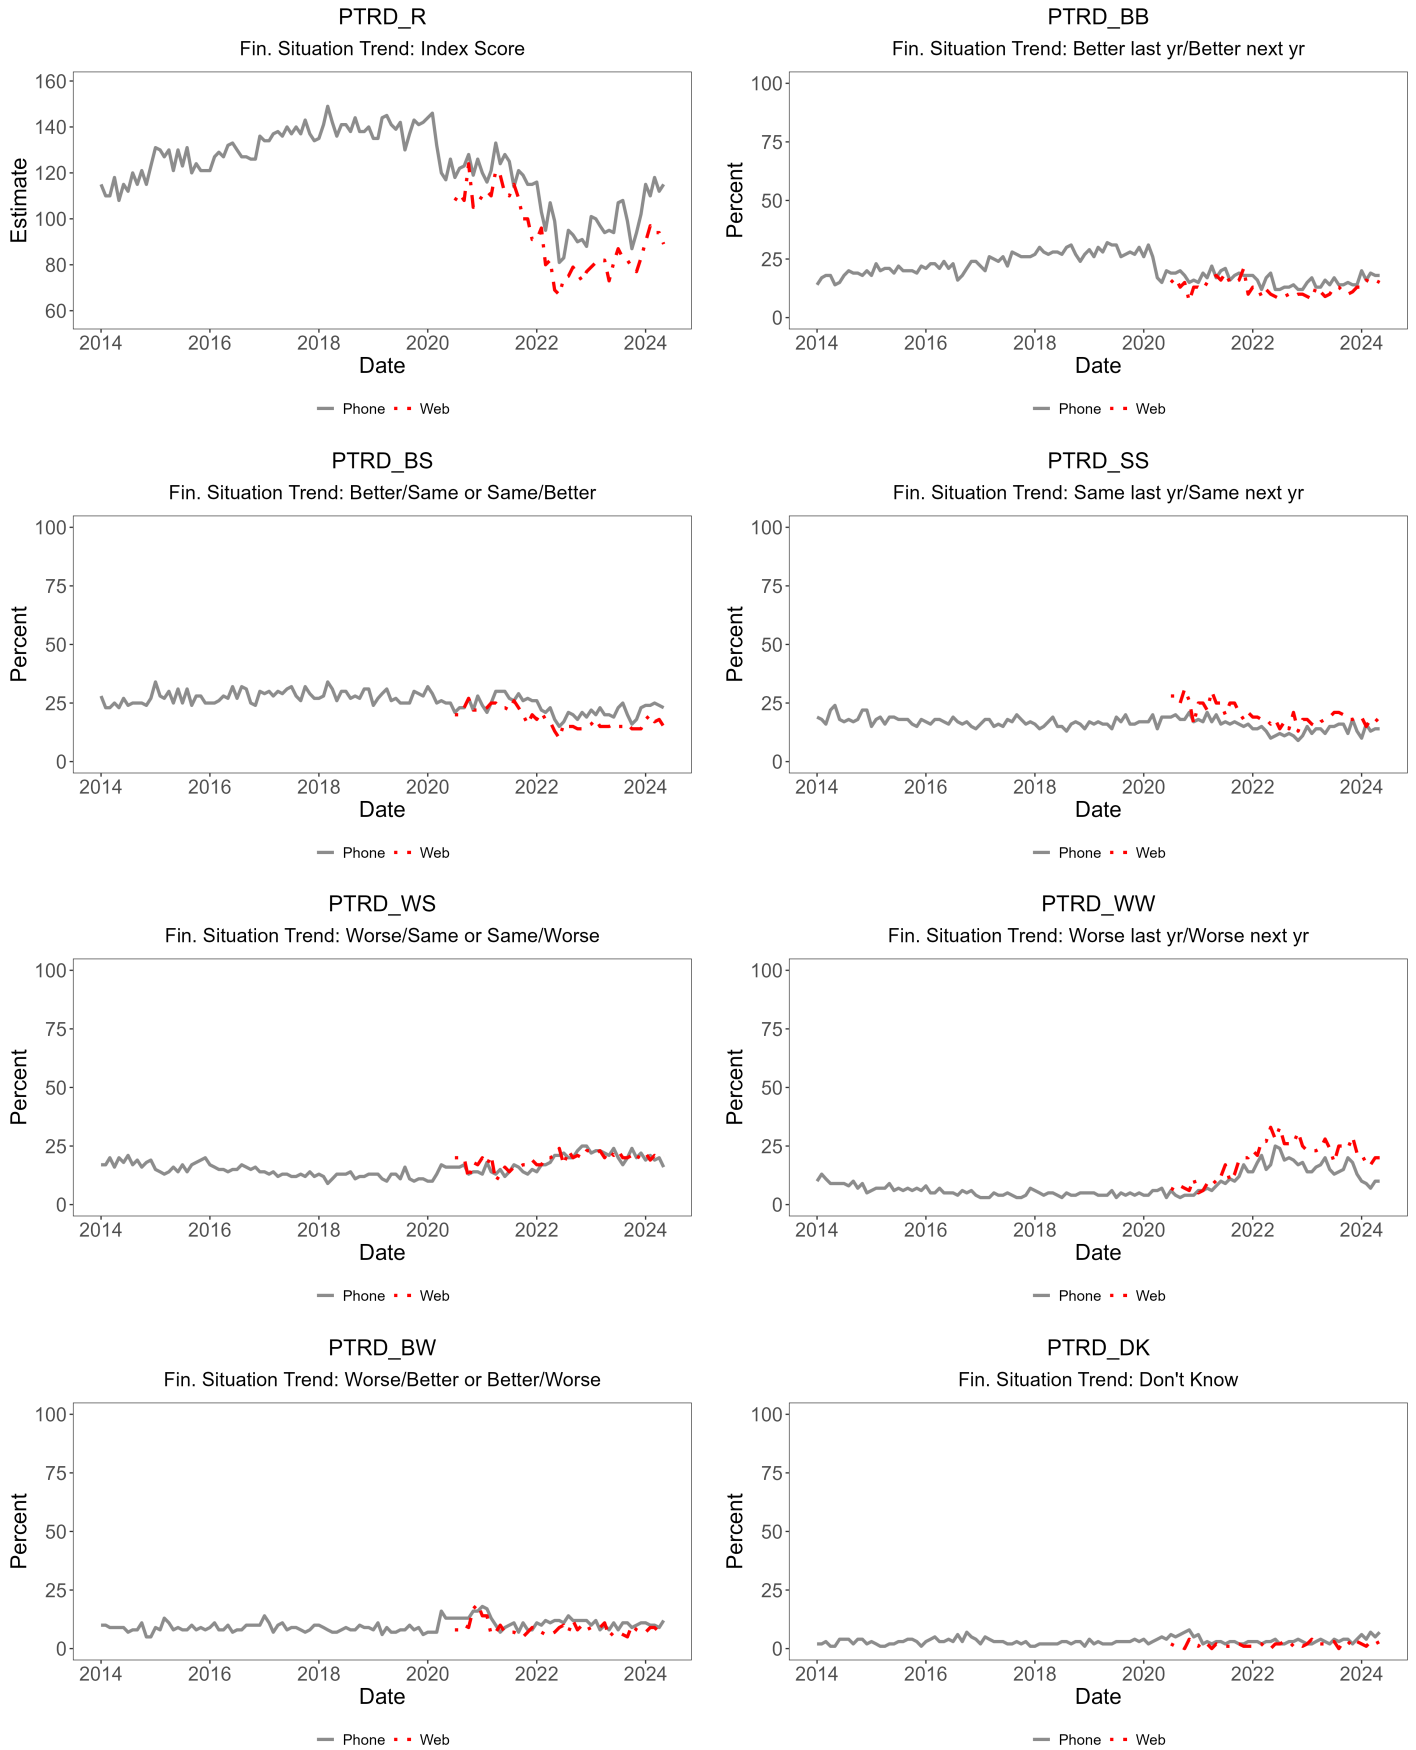 PTRD_R
Fin. Situation Trend: Index Score
Estimate
160
140
120
100
80
60
2014 2016 2018 2020 2022 2024
Date
Phone Web
PTRD_BB
Fin. Situation Trend: Better last yr/Better next yr
Percent
100
75
50
25
0
2014 2016 2018 2020 2022 2024
Date
Phone Web
PTRD_BS
Fin. Situation Trend: Better/Same or Same/Better
Percent
100
75
50
25
0
2014 2016 2018 2020 2022 2024
Date
Phone Web
PTRD_SS
Fin. Situation Trend: Same last yr/Same next yr
Percent
100
75
50
25
0
2014 2016 2018 2020 2022 2024
Date
Phone Web
PTRD_WS
Fin. Situation Trend: Worse/Same or Same/Worse
Percent
100
75
50
25
0
2014 2016 2018 2020 2022 2024
Date
Phone Web
PTRD_WW
Fin. Situation Trend: Worse last yr/Worse next yr
Percent
100
75
50
25
0
2014 2016 2018 2020 2022 2024
Date
Phone Web
PTRD_BW
Fin. Situation Trend: Worse/Better or Better/Worse
Percent
100
75
50
25
0
2014 2016 2018 2020 2022 2024
Date
Phone Web
PTRD_DK
Fin. Situation Trend: Don't Know
Percent
100
75
50
25
0
2014 2016 2018 2020 2022 2024
Date
Phone Web